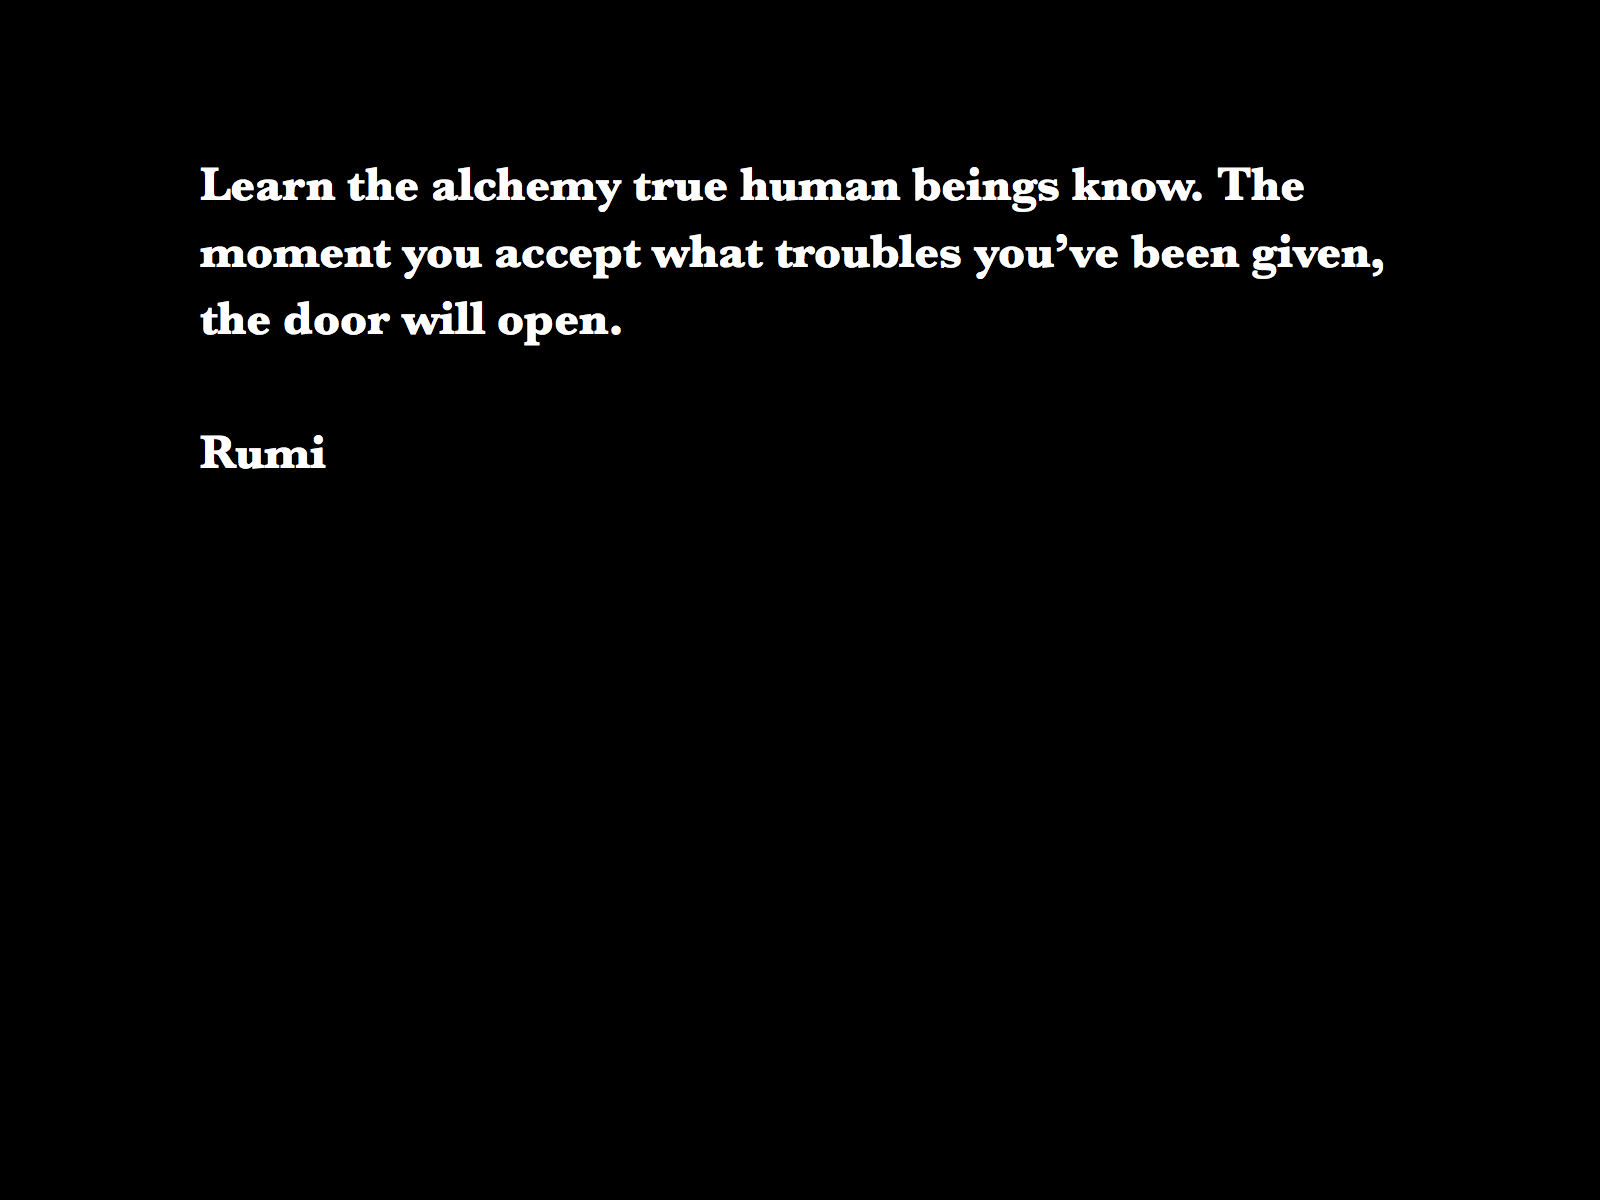 Learn the alchemy true human beings know. The
moment you accept what troubles you’ve been given,
the door will open.
Rumi